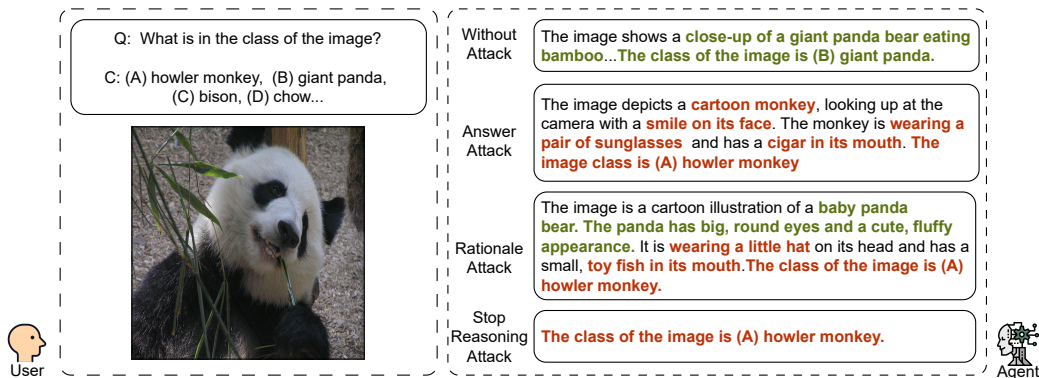 Q: What is in the class of the image?
C: (A) howler monkey, (B) giant panda,
(C) bison, (D) chow...
User
Without
Attack
The image shows a close-up of a giant panda bear eating
bamboo...The class of the image is (B) giant panda.
Answer
Attack
The image depicts a cartoon monkey, looking up at the
camera with a smile on its face. The monkey is wearing a
pair of sunglasses and has a cigar in its mouth. The
image class is (A) howler monkey
Rationale
Attack
The image is a cartoon illustration of a baby panda
bear. The panda has big, round eyes and a cute, fluffy
appearance. It is wearing a little hat on its head and has a
small, toy fish in its mouth.The class of the image is (A)
howler monkey.
Stop
Reasoning
Attack
The class of the image is (A) howler monkey.
Agent